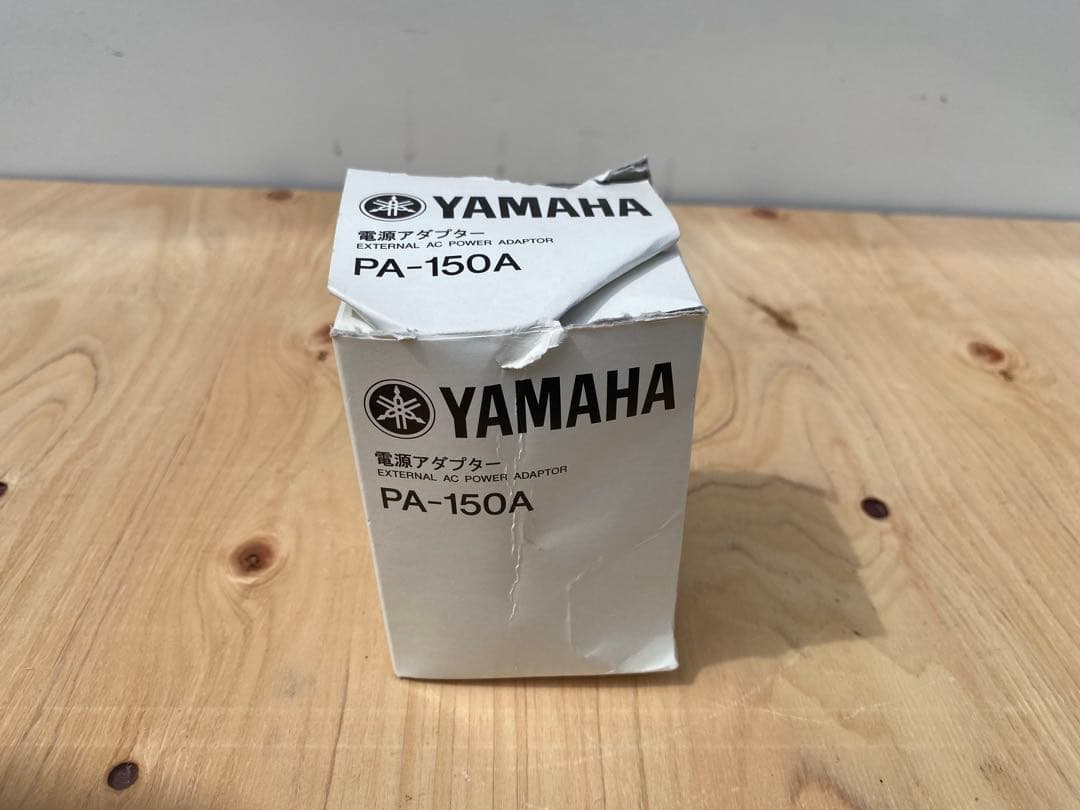 YAMAHA
電源アダプター
EXTERNAL AC POWER ADAPTOR
PA-150A
YAMAHA
電源アダプター
EXTERNAL AC POWER ADAPTOR
PA-150A